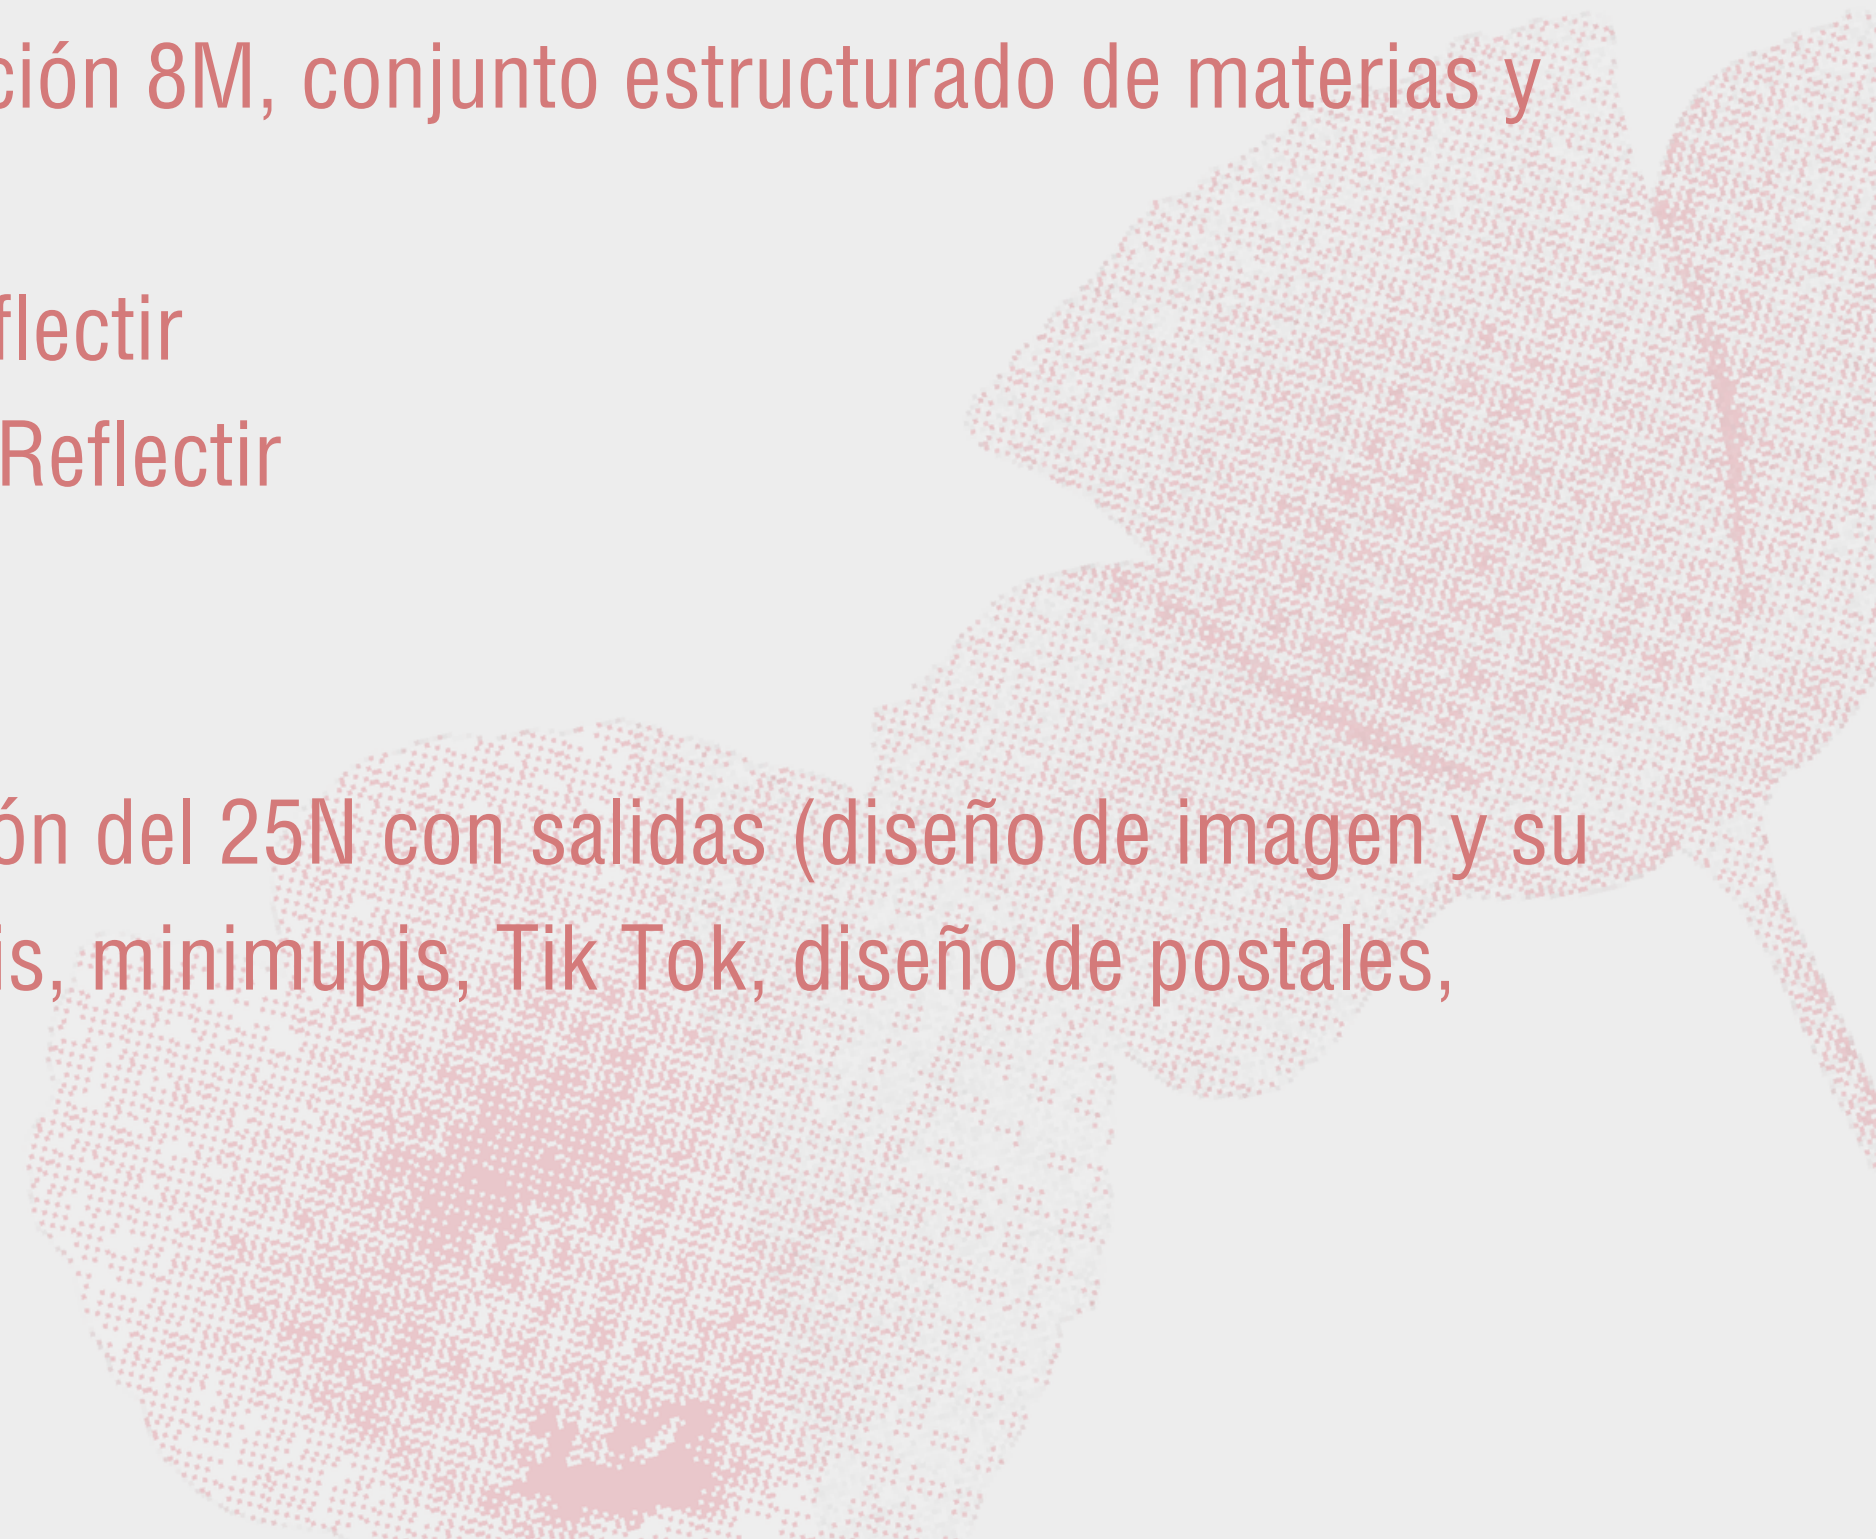 ción 8M, conjunto estructurado de materias y
flectir
Reflectir
ón del 25N con salidas (diseño de imagen y su
is, minimupis, Tik Tok, diseño de postales,